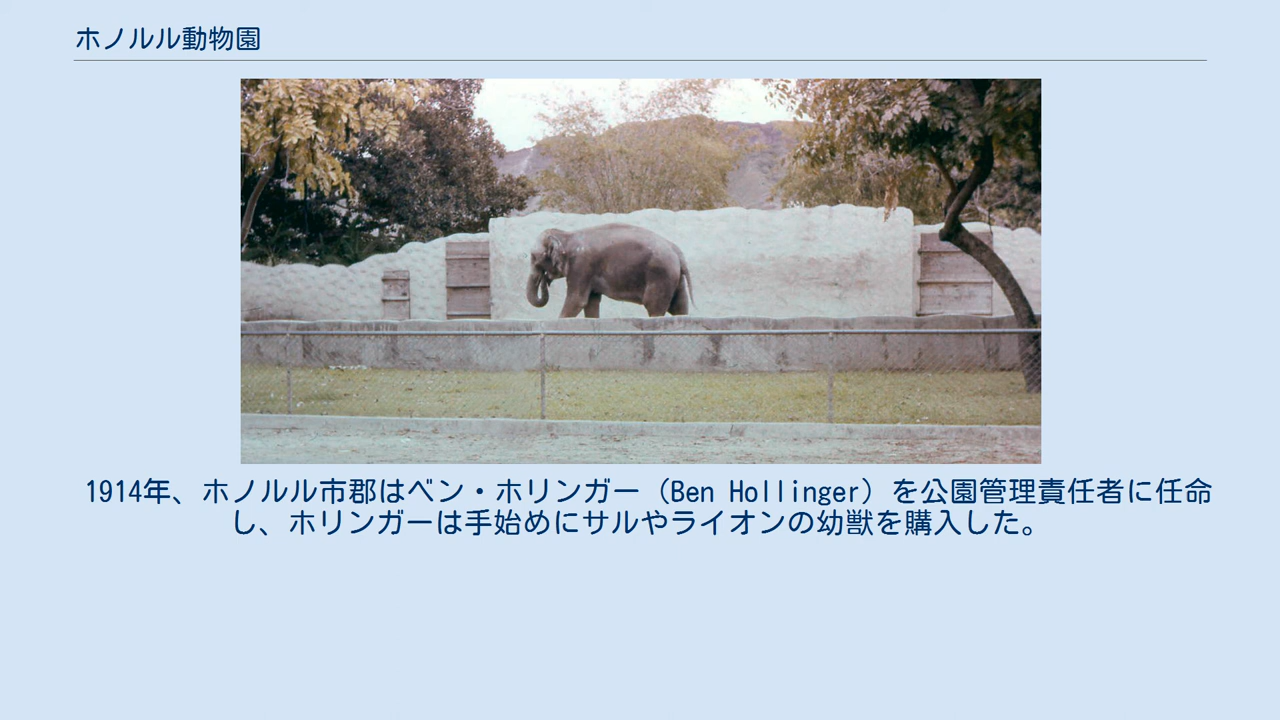 ホノルル動物園
1914年、ホノルル市郡はベン・ホリンガー（Ben Hollinger）を公園管理責任者に任命
し、ホリンガーは手始めにサルやライオンの幼獣を購入した。